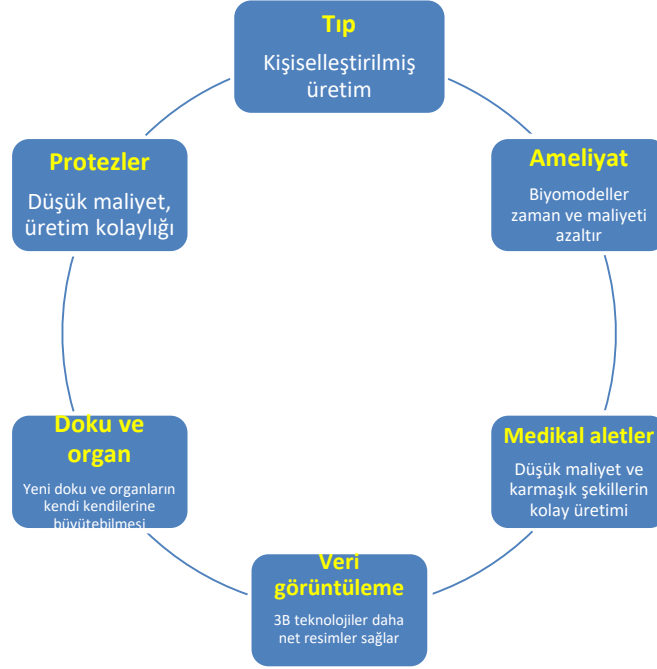 Tıp
Kişiselleştirilmiş
üretim
Ameliyat
Biyomodeller
zaman ve maliyeti
azaltır
Medikal aletler
Düşük maliyet ve
karmaşık şekillerin
kolay üretimi
Veri
görüntüleme
3B teknolojiler daha
net resimler sağlar
Doku ve
organ
Yeni doku ve organların
kendi kendilerine
büyütebilmesi
Protezler
Düşük maliyet,
üretim kolaylığı